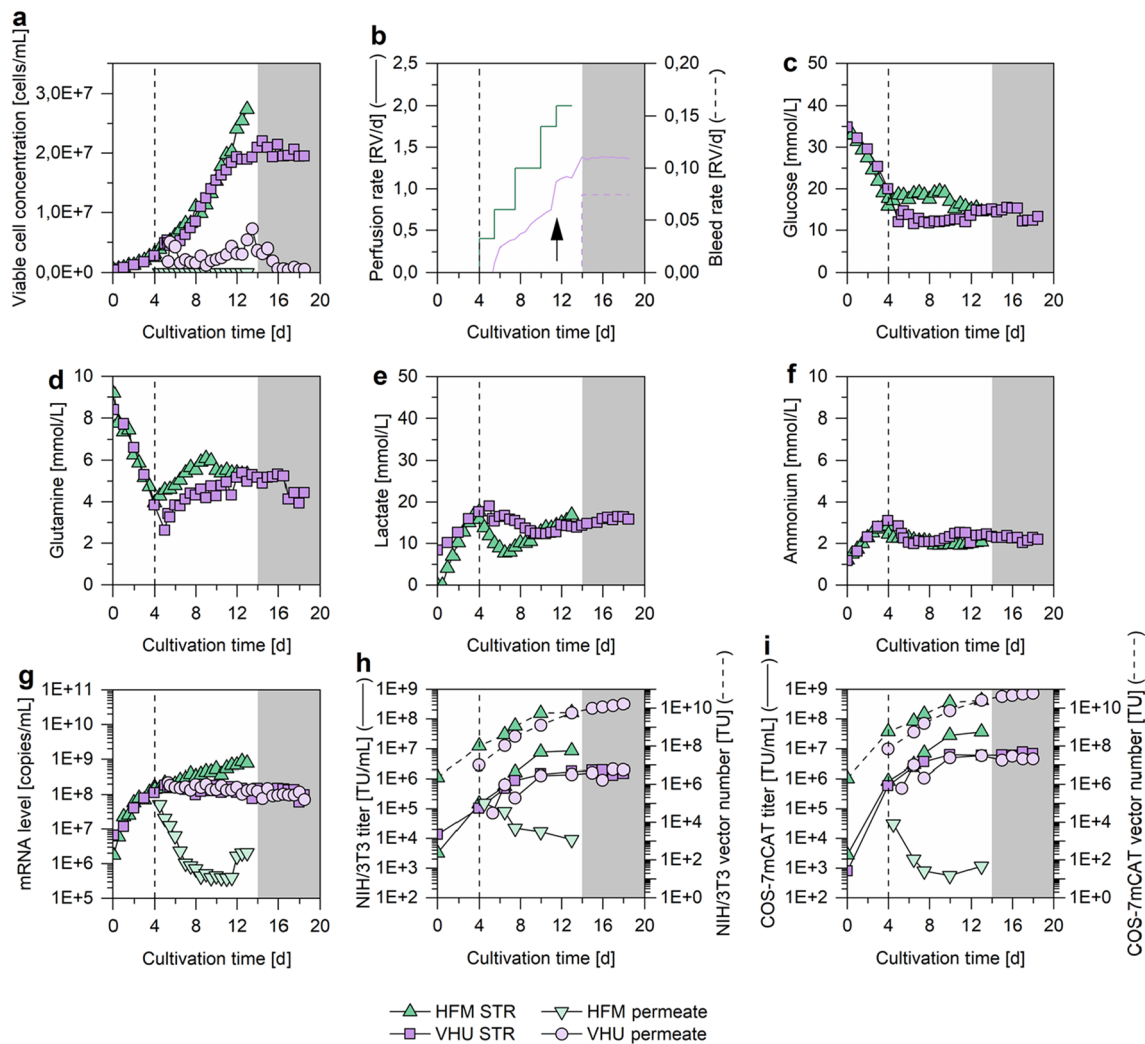 a
Viable cell concentration [cells/mL]
3,0E+7
2,0E+7
1,0E+7
0,0E+0
0 4 8 12 16 20
Cultivation time [d]
b
Perfusion rate [RV/d] (——)
2,5
2,0
1,5
1,0
0,5
0,0
0,20
0,15
0,10
0,05
0,00
Bleed rate [RV/d] (----)
0 4 8 12 16 20
Cultivation time [d]
c
Glucose [mmol/L]
50
40
30
20
10
0
0 4 8 12 16 20
Cultivation time [d]
d
Glutamine [mmol/L]
10
8
6
4
2
0
0 4 8 12 16 20
Cultivation time [d]
e
Lactate [mmol/L]
50
40
30
20
10
0
0 4 8 12 16 20
Cultivation time [d]
f
Ammonium [mmol/L]
10
8
6
4
2
0
0 4 8 12 16 20
Cultivation time [d]
g
mRNA level [copies/mL]
1E+11
1E+10
1E+9
1E+8
1E+7
1E+6
1E+5
0 4 8 12 16 20
Cultivation time [d]
h
NIH/3T3 titer [TU/mL] (——)
1E+9
1E+8
1E+7
1E+6
1E+5
1E+4
1E+3
1E+2
1E+10
1E+8
1E+6
1E+4
1E+2
1E+0
NIH/3T3 vector number [TU] (----)
0 4 8 12 16 20
Cultivation time [d]
i
COS-7mCAT titer [TU/mL] (——)
1E+9
1E+8
1E+7
1E+6
1E+5
1E+4
1E+3
1E+2
1E+10
1E+8
1E+6
1E+4
1E+2
1E+0
COS-7mCAT vector number [TU] (----)
0 4 8 12 16 20
Cultivation time [d]
HFM STR HFM permeate
VHU STR VHU permeate